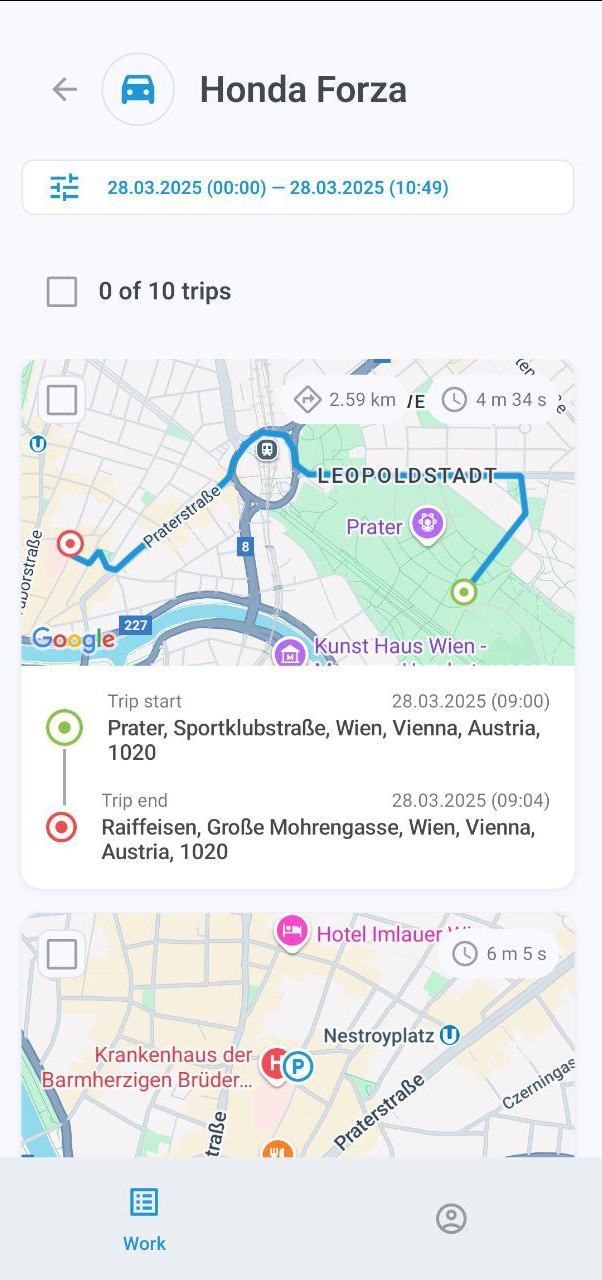 Honda Forza
28.03.2025 (00:00) — 28.03.2025 (10:49)
0 of 10 trips
2.59 km
4 m 34 s
LEOPOLDSTADT
Praterstraße
Prater
8
227
Google
Kunst Haus Wien -
Trip start
28.03.2025 (09:00)
Prater, Sportklubstraße, Wien, Vienna, Austria,
1020
Trip end
28.03.2025 (09:04)
Raiffeisen, Große Mohrengasse, Wien, Vienna,
Austria, 1020
Hotel Imlauer
6 m 5 s
Nestroyplatz U
Krankenhaus der
Barmherzigen Brüder...
H
P
Praterstraße
Czerningas
traße
Work